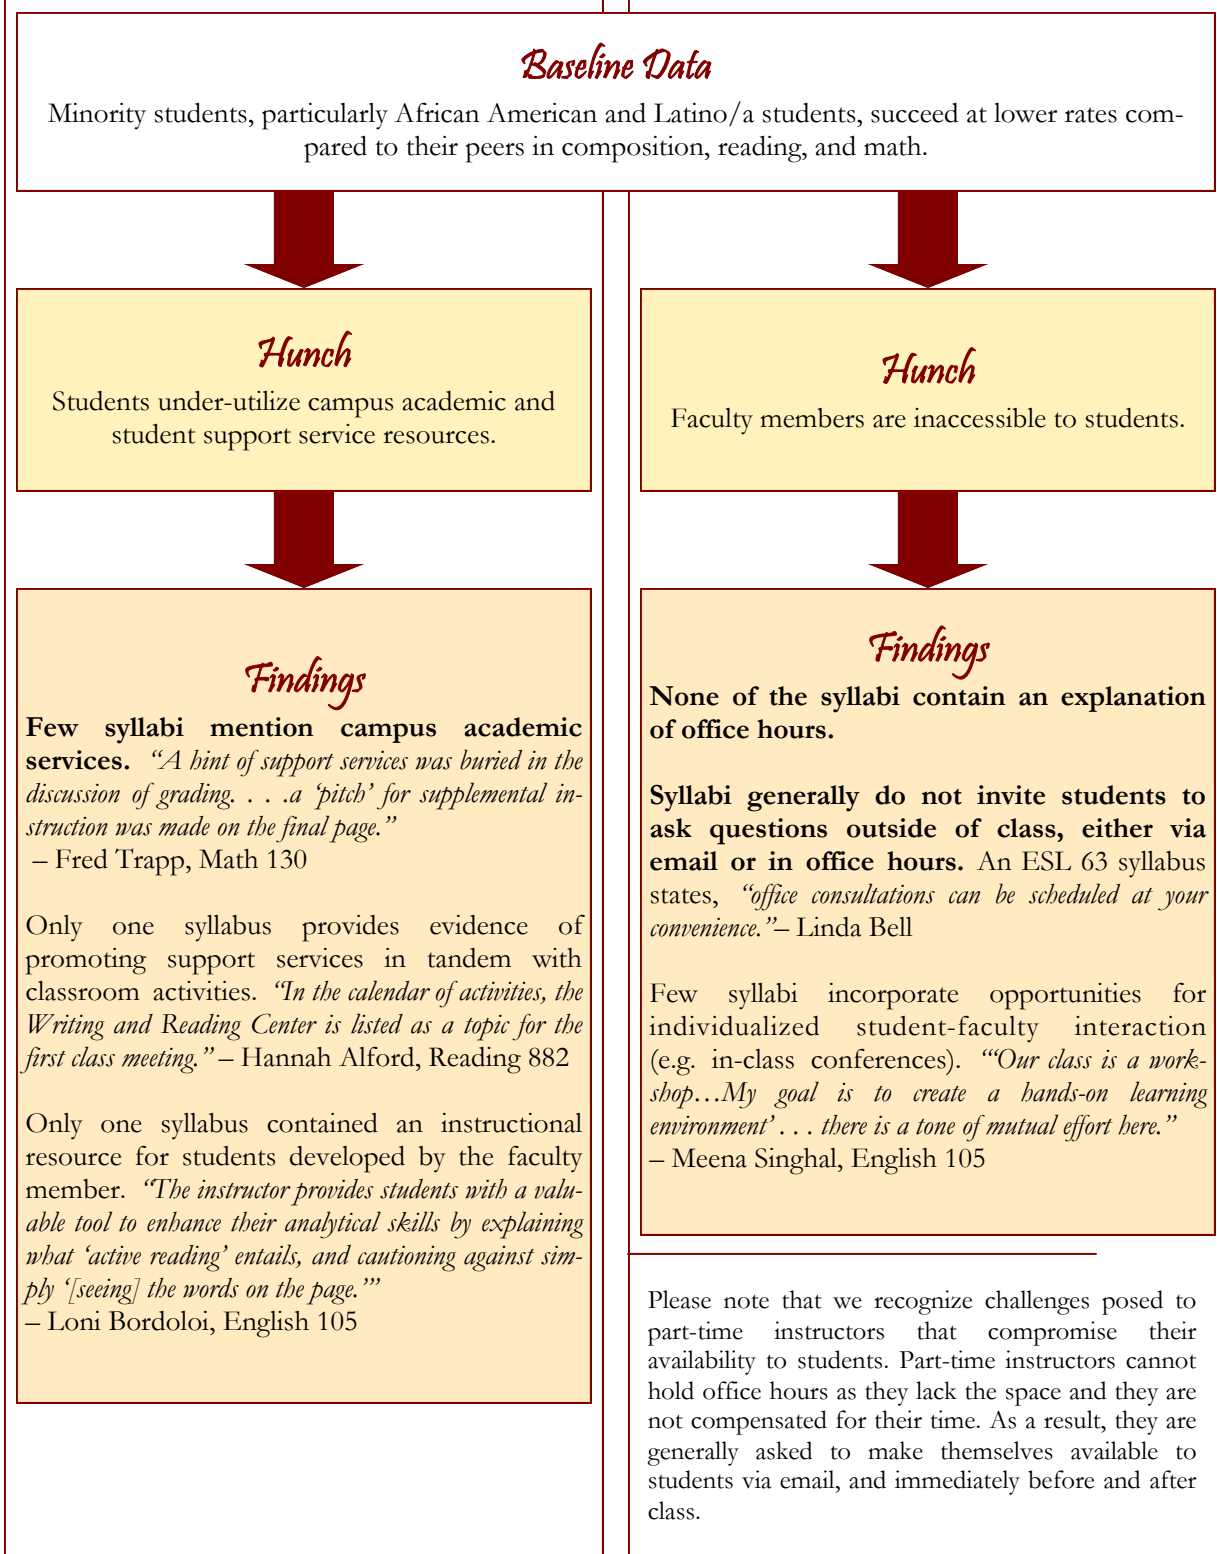 Baseline Data
Minority students, particularly African American and Latino/a students, succeed at lower rates com-
pared to their peers in composition, reading, and math.
Hunch
Students under-utilize campus academic and
student support service resources.
Findings
Few syllabi mention campus academic
services. “A hint of support services was buried in the
discussion of grading. . . .a ‘pitch’ for supplemental in-
struction was made on the final page.”
– Fred Trapp, Math 130
Only one syllabus provides evidence of
promoting support services in tandem with
classroom activities. “In the calendar of activities, the
Writing and Reading Center is listed as a topic for the
first class meeting.” – Hannah Alford, Reading 882
Only one syllabus contained an instructional
resource for students developed by the faculty
member. “The instructor provides students with a valu-
able tool to enhance their analytical skills by explaining
what ‘active reading’ entails, and cautioning against sim-
ply ‘[seeing] the words on the page.’”
– Loni Bordoloi, English 105
Hunch
Faculty members are inaccessible to students.
Findings
None of the syllabi contain an explanation
of office hours.
Syllabi generally do not invite students to
ask questions outside of class, either via
email or in office hours. An ESL 63 syllabus
states, “office consultations can be scheduled at your
convenience.”– Linda Bell
Few syllabi incorporate opportunities for
individualized student-faculty interaction
(e.g. in-class conferences). “‘Our class is a work-
shop…My goal is to create a hands-on learning
environment’ . . . there is a tone of mutual effort here.”
– Meena Singhal, English 105
Please note that we recognize challenges posed to
part-time instructors that compromise their
availability to students. Part-time instructors cannot
hold office hours as they lack the space and they are
not compensated for their time. As a result, they are
generally asked to make themselves available to
students via email, and immediately before and after
class.